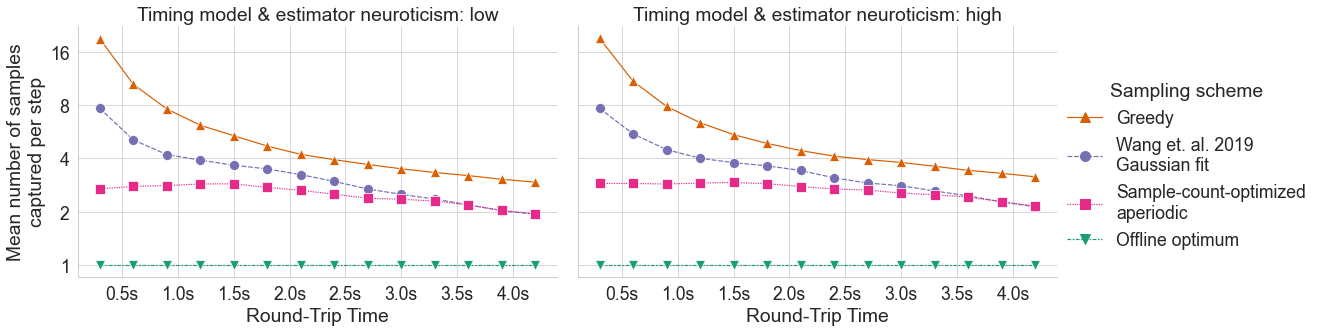 Timing model & estimator neuroticism: low
Timing model & estimator neuroticism: high
Mean number of samples
captured per step
16
8
4
2
1
0.5s 1.0s 1.5s 2.0s 2.5s 3.0s 3.5s 4.0s
Round-Trip Time
0.5s 1.0s 1.5s 2.0s 2.5s 3.0s 3.5s 4.0s
Round-Trip Time
Sampling scheme
Greedy
Wang et. al. 2019
Gaussian fit
Sample-count-optimized
aperiodic
Offline optimum